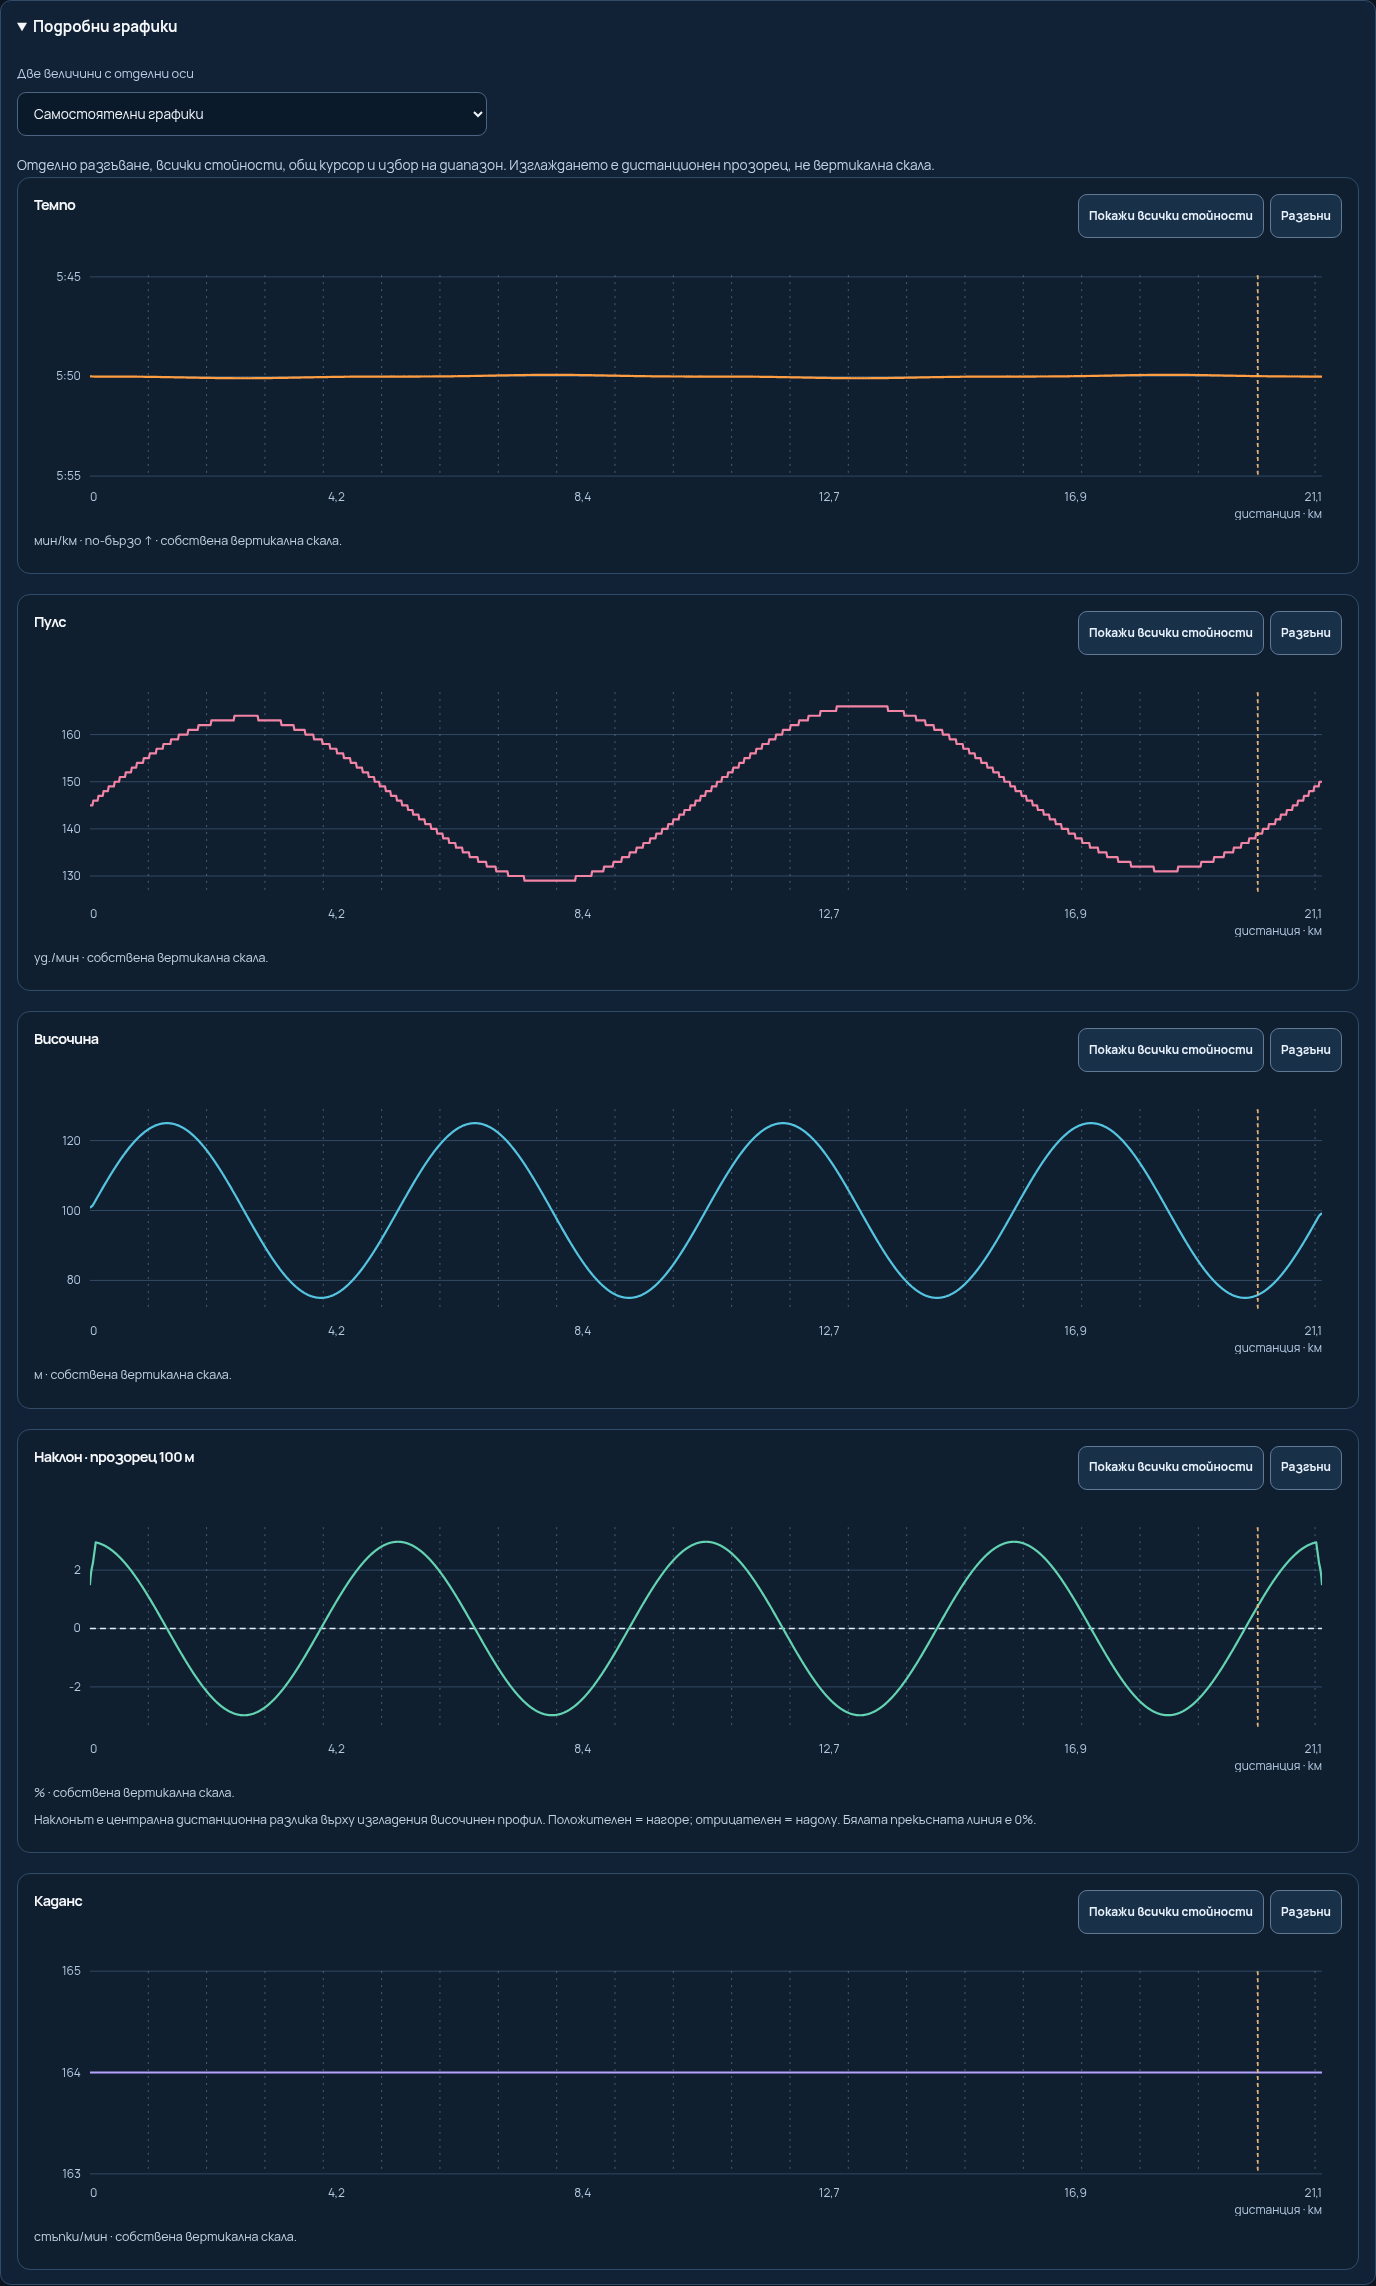 ▼ Подробни графики
Две величини с отделни оси
Самостоятелни графики
Отделно разгъване, всички стойности, общ курсор и избор на диапазон. Изглаждането е дистанционен прозорец, не вертикална скала.
Темпо
Покажи всички стойности
Разгъни
5:45
5:50
5:55
0 4,2 8,4 12,7 16,9 21,1
дистанция · км
мин/км · по-бързо ↑ · собствена вертикална скала.
Пулс
Покажи всички стойности
Разгъни
160
150
140
130
0 4,2 8,4 12,7 16,9 21,1
дистанция · км
уд./мин · собствена вертикална скала.
Височина
Покажи всички стойности
Разгъни
120
100
80
0 4,2 8,4 12,7 16,9 21,1
дистанция · км
м · собствена вертикална скала.
Наклон · прозорец 100 м
Покажи всички стойности
Разгъни
2
0
-2
0 4,2 8,4 12,7 16,9 21,1
дистанция · км
% · собствена вертикална скала.
Наклонът е централна дистанционна разлика върху изгладения височинен профил. Положителен = нагоре; отрицателен = надолу. Бялата прекъсната линия е 0%.
Каданс
Покажи всички стойности
Разгъни
165
164
163
0 4,2 8,4 12,7 16,9 21,1
дистанция · км
стъпки/мин · собствена вертикална скала.